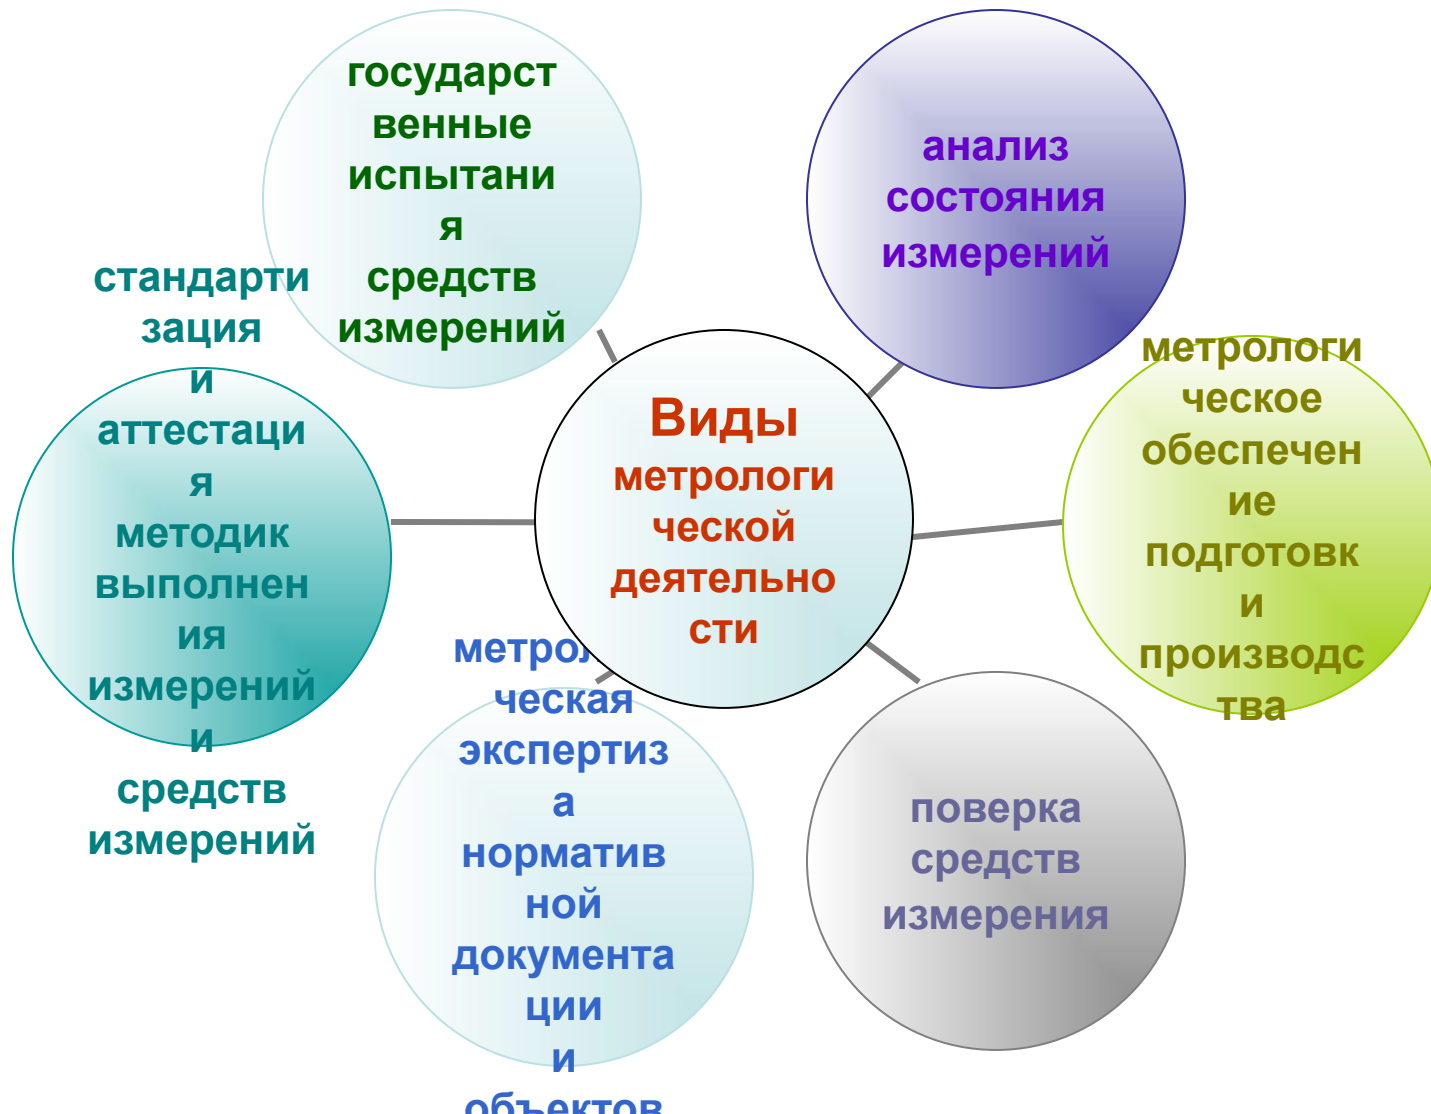 государст
венные
испытани
я
средств
измерений
анализ
состояния
измерений
стандарти
зация
и
аттестаци
я
методик
выполнен
ия
измерений
и
средств
измерений
Виды
метрологи
ческой
деятельно
сти
метрологи
ческое
обеспечен
ие
подготовк
и
производс
тва
ческая
экспертиз
а
норматив
ной
документа
ции
и
объектов
поверка
средств
измерения